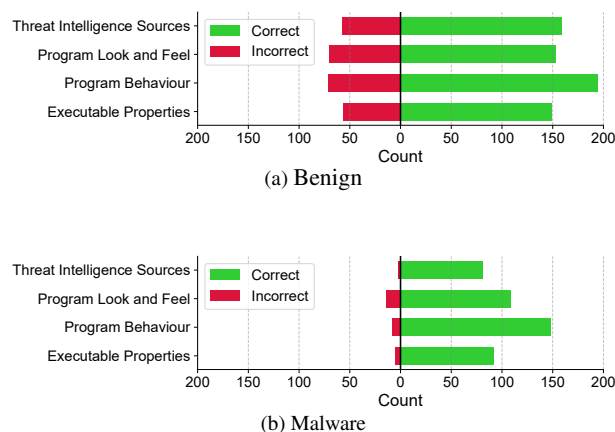 Threat Intelligence Sources
Program Look and Feel
Program Behaviour
Executable Properties
Correct
Incorrect
200 150 100 50 0 50 100 150 200
Count
(a) Benign
Threat Intelligence Sources
Program Look and Feel
Program Behaviour
Executable Properties
Correct
Incorrect
200 150 100 50 0 50 100 150 200
Count
(b) Malware